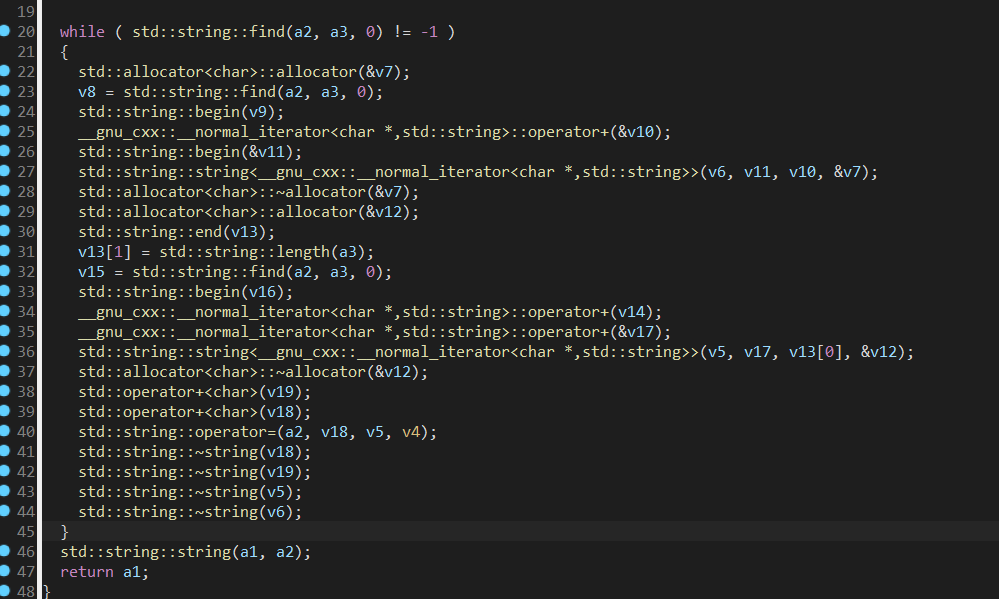 19
20 while ( std::string::find(a2, a3, 0) != -1 )
21 {
22 std::allocator<char>::allocator(&v7);
23 v8 = std::string::find(a2, a3, 0);
24 std::string::begin(v9);
25 __gnu_cxx::__normal_iterator<char *,std::string>::operator+(&v10);
26 std::string::begin(&v11);
27 std::string::string<__gnu_cxx::__normal_iterator<char *,std::string>>(v6, v11, v10, &v7);
28 std::allocator<char>::~allocator(&v7);
29 std::allocator<char>::allocator(&v12);
30 std::string::end(v13);
31 v13[1] = std::string::length(a3);
32 v15 = std::string::find(a2, a3, 0);
33 std::string::begin(v16);
34 __gnu_cxx::__normal_iterator<char *,std::string>::operator+(v14);
35 __gnu_cxx::__normal_iterator<char *,std::string>::operator+(&v17);
36 std::string::string<__gnu_cxx::__normal_iterator<char *,std::string>>(v5, v17, v13[0], &v12);
37 std::allocator<char>::~allocator(&v12);
38 std::operator+<char>(v19);
39 std::operator+<char>(v18);
40 std::string::operator=(a2, v18, v5, v4);
41 std::string::~string(v18);
42 std::string::~string(v19);
43 std::string::~string(v5);
44 std::string::~string(v6);
45 }
46 std::string::string(a1, a2);
47 return a1;
48 }